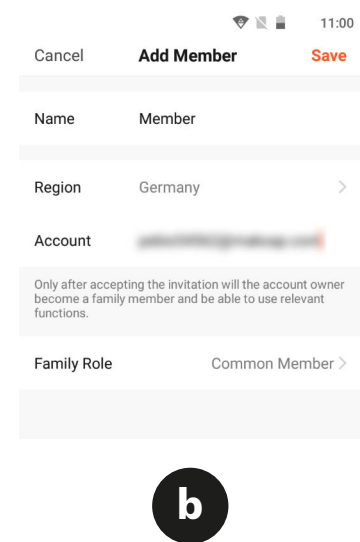 11:00
Cancel Add Member Save
Name Member
Region Germany
Account
Only after accepting the invitation will the account owner
become a family member and be able to use relevant
functions.
Family Role Common Member
b